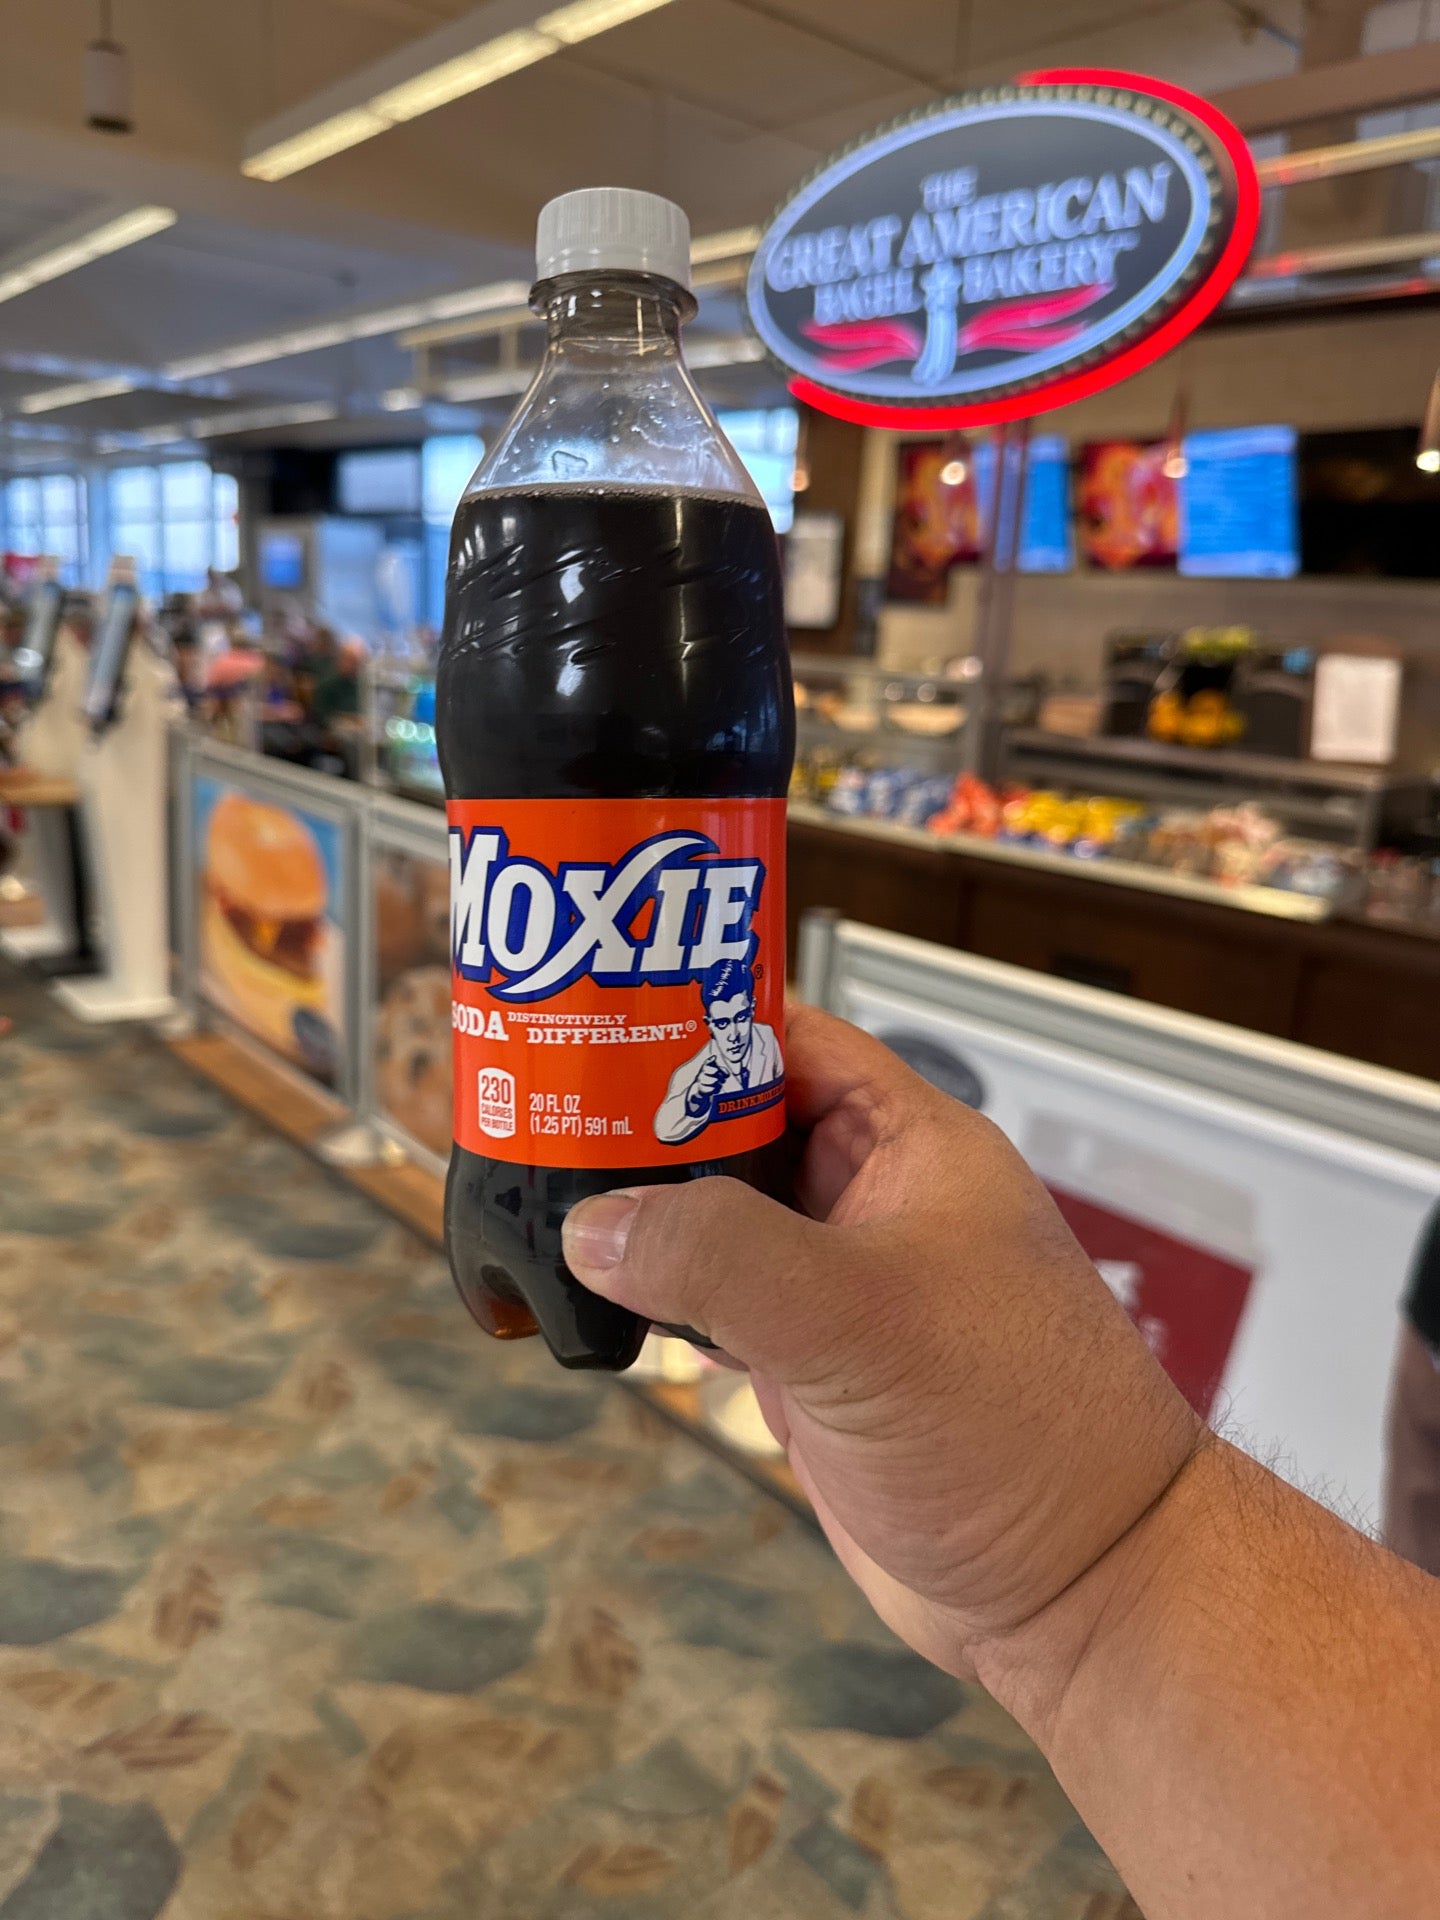 THE
GREAT AMERICAN
BAGEL BAKERY
MOXIE®
SODA DISTINCTIVELY
DIFFERENT.®
230
CALORIES
PER BOTTLE
20 FL OZ
(1.25 PT) 591 mL
DRINKMOXIE